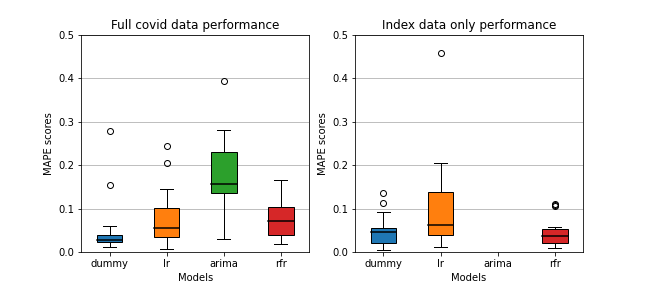 Full covid data performance
0.5
0.4
0.3
0.2
0.1
0.0
MAPE scores
dummy lr arima rfr
Models
Index data only performance
0.5
0.4
0.3
0.2
0.1
0.0
MAPE scores
dummy lr arima rfr
Models